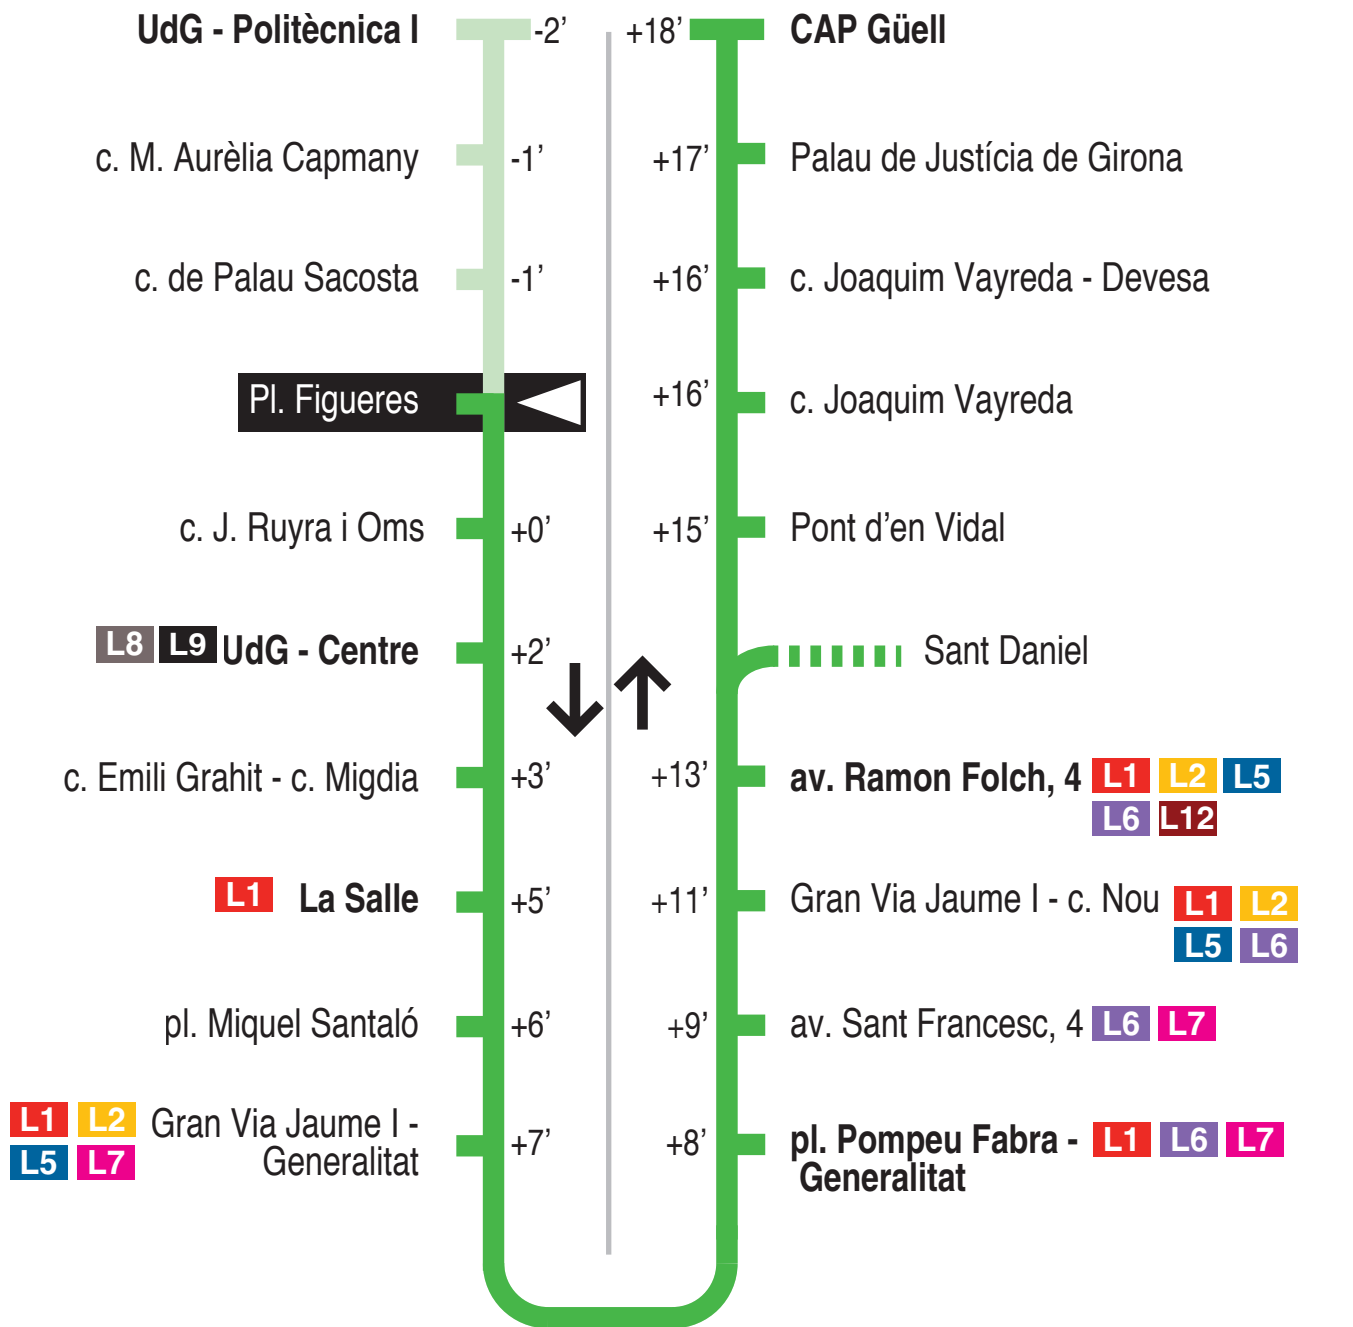 UdG - Politècnica I -2’
c. M. Aurèlia Capmany -1’
c. de Palau Sacosta -1’
Pl. Figueres
c. J. Ruyra i Oms +0’
L8 L9 UdG - Centre +2’
c. Emili Grahit - c. Migdia +3’
L1 La Salle +5’
pl. Miquel Santaló +6’
L1 L2 Gran Via Jaume I -
L5 L7 Generalitat +7’
+18’ CAP Güell
+17’ Palau de Justícia de Girona
+16’ c. Joaquim Vayreda - Devesa
+16’ c. Joaquim Vayreda
+15’ Pont d’en Vidal
Sant Daniel
+13’ av. Ramon Folch, 4 L1 L2 L5
L6 L12
+11’ Gran Via Jaume I - c. Nou L1 L2
L5 L6
+9’ av. Sant Francesc, 4 L6 L7
+8’ pl. Pompeu Fabra - L1 L6 L7
Generalitat